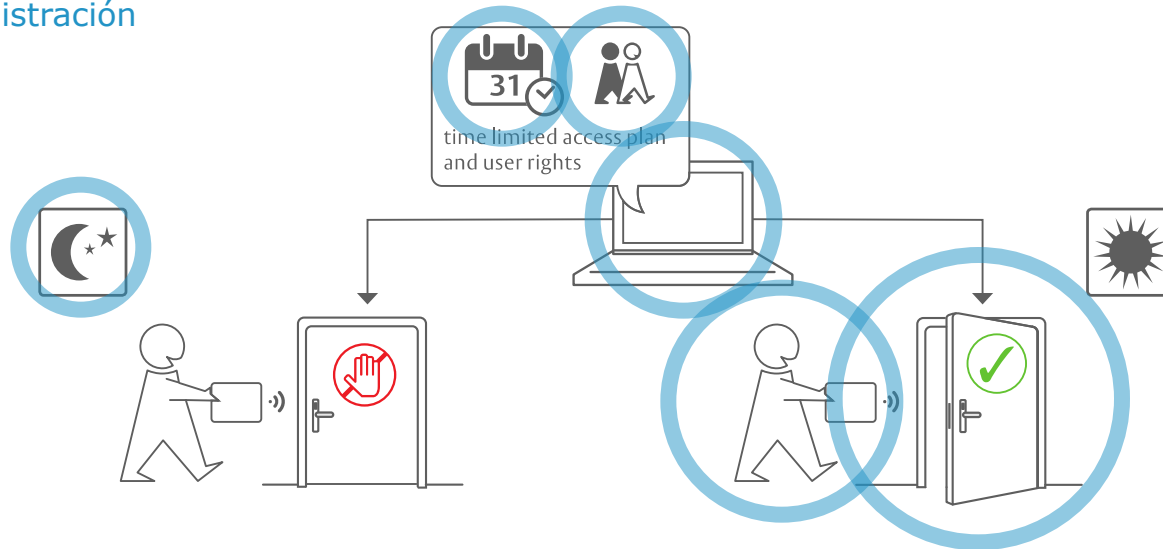 istración
31
time limited access plan
and user rights